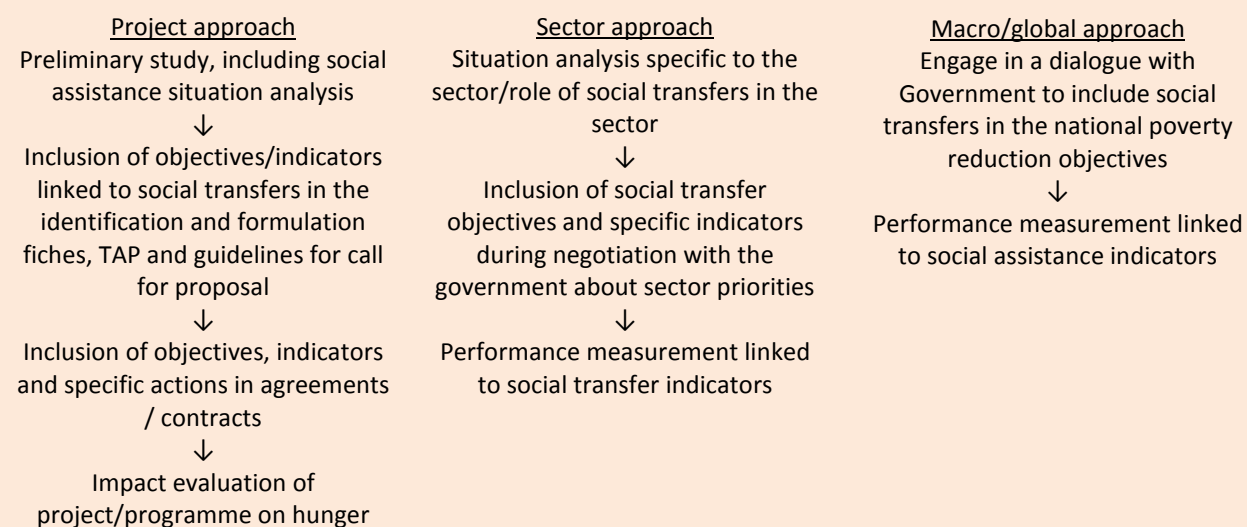 Project approach
Preliminary study, including social
assistance situation analysis
↓
Inclusion of objectives/indicators
linked to social transfers in the
identification and formulation
fiches, TAP and guidelines for call
for proposal
↓
Inclusion of objectives, indicators
and specific actions in agreements
/ contracts
↓
Impact evaluation of
project/programme on hunger
Sector approach
Situation analysis specific to the
sector/role of social transfers in the
sector
↓
Inclusion of social transfer
objectives and specific indicators
during negotiation with the
government about sector priorities
↓
Performance measurement linked
to social transfer indicators
Macro/global approach
Engage in a dialogue with
Government to include social
transfers in the national poverty
reduction objectives
↓
Performance measurement linked
to social assistance indicators